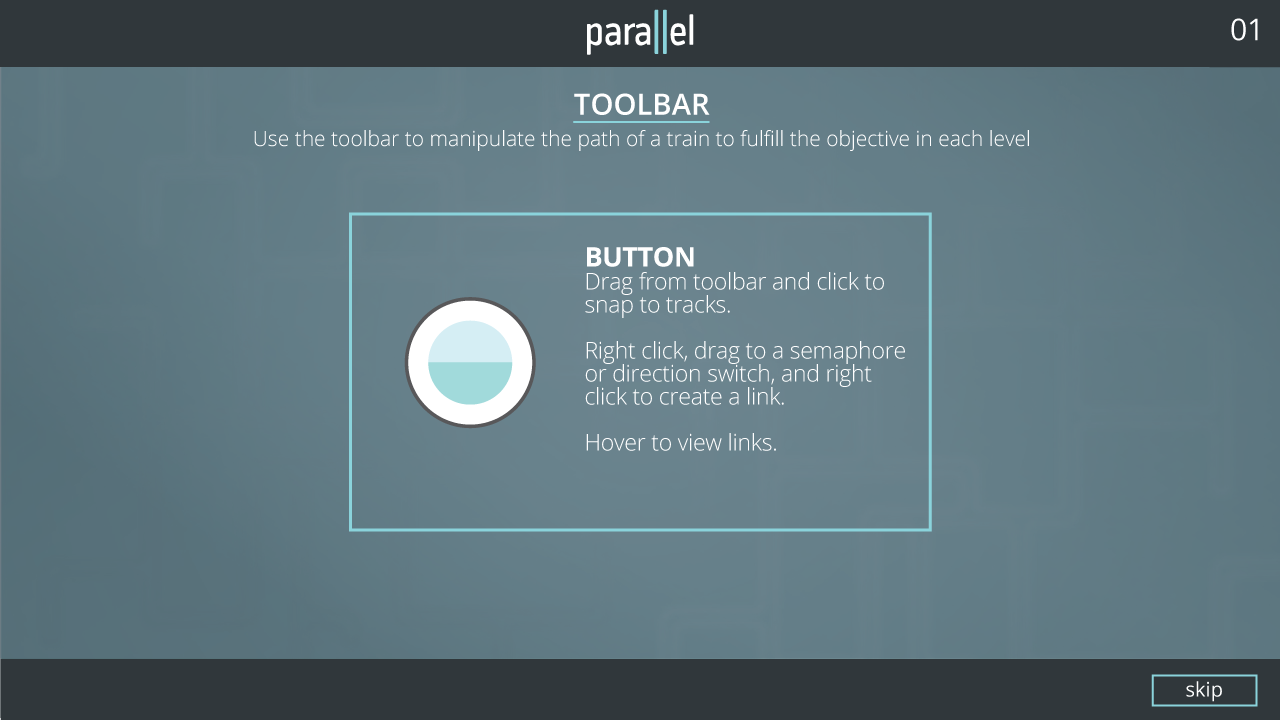 parallel
01
TOOLBAR
Use the toolbar to manipulate the path of a train to fulfill the objective in each level
BUTTON
Drag from toolbar and click to
snap to tracks.
Right click, drag to a semaphore
or direction switch, and right
click to create a link.
Hover to view links.
skip